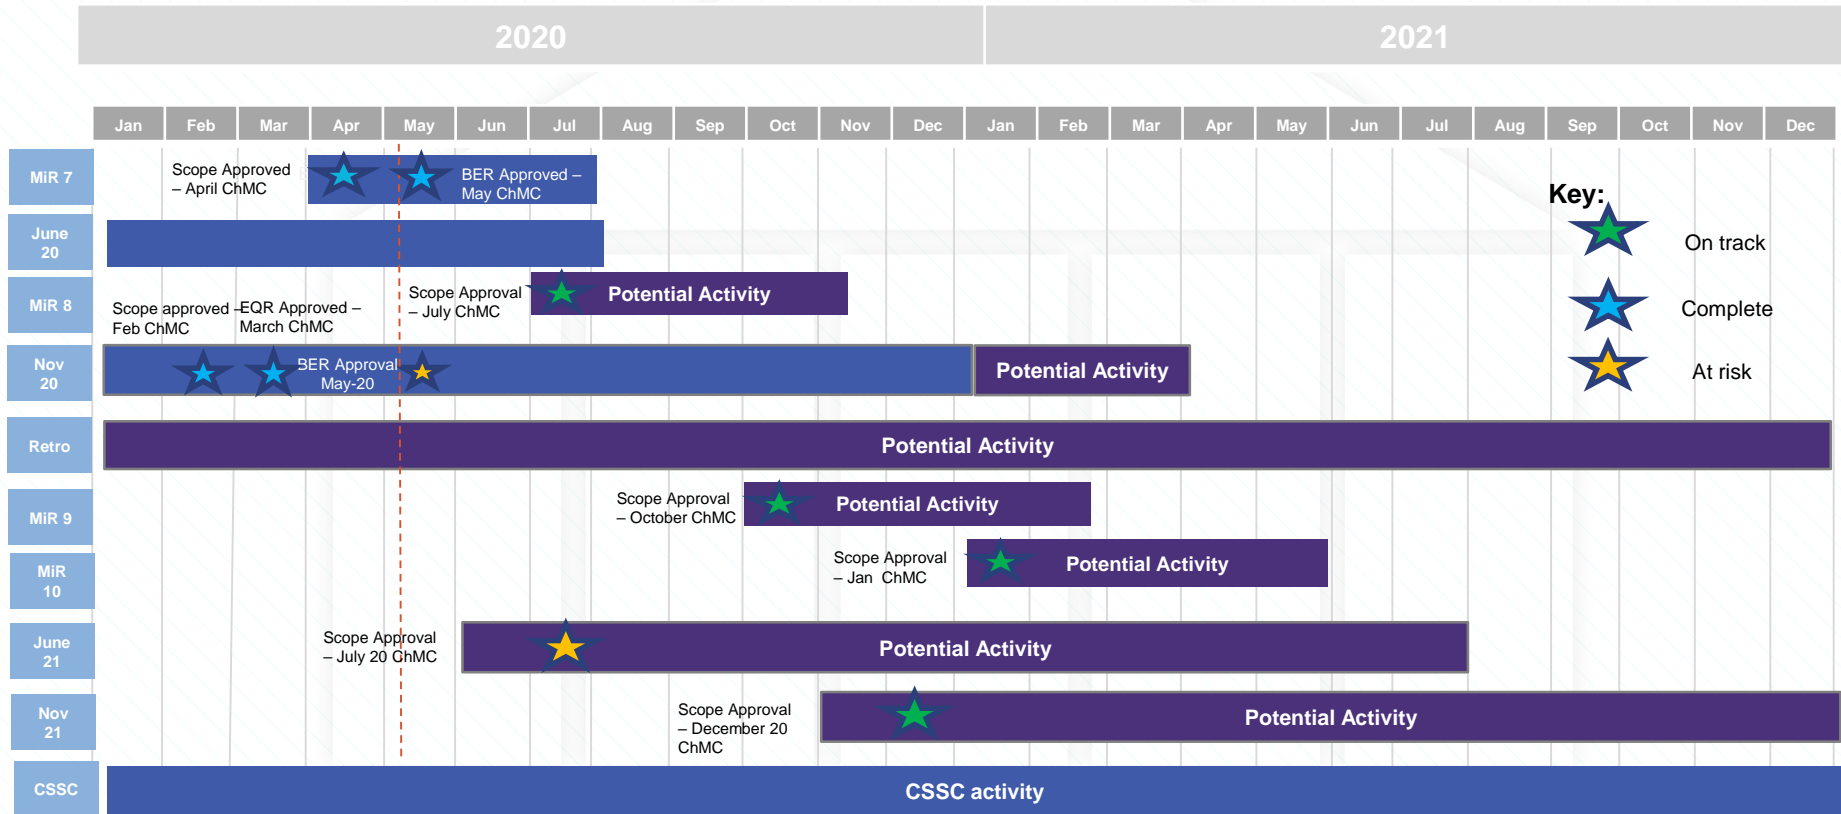 2020
2021
Jan
Feb
Mar
Apr
May
Jun
Jul
Aug
Sep
Oct
Nov
Dec
Jan
Feb
Mar
Apr
May
Jun
Jul
Aug
Sep
Oct
Nov
Dec
MiR 7
Scope Approved
– April ChMC
BER Approved –
May ChMC
Key:
On track
Complete
At risk
June
20
MiR 8
Scope Approval
– July ChMC
Potential Activity
Scope approved –
Feb ChMC
EQR Approved –
March ChMC
Nov
20
BER Approval
May-20
Potential Activity
Retro
Potential Activity
MiR 9
Scope Approval
– October ChMC
Potential Activity
MiR
10
Scope Approval
– Jan ChMC
Potential Activity
June
21
Scope Approval
– July 20 ChMC
Potential Activity
Nov
21
Scope Approval
– December 20
ChMC
Potential Activity
CSSC
CSSC activity